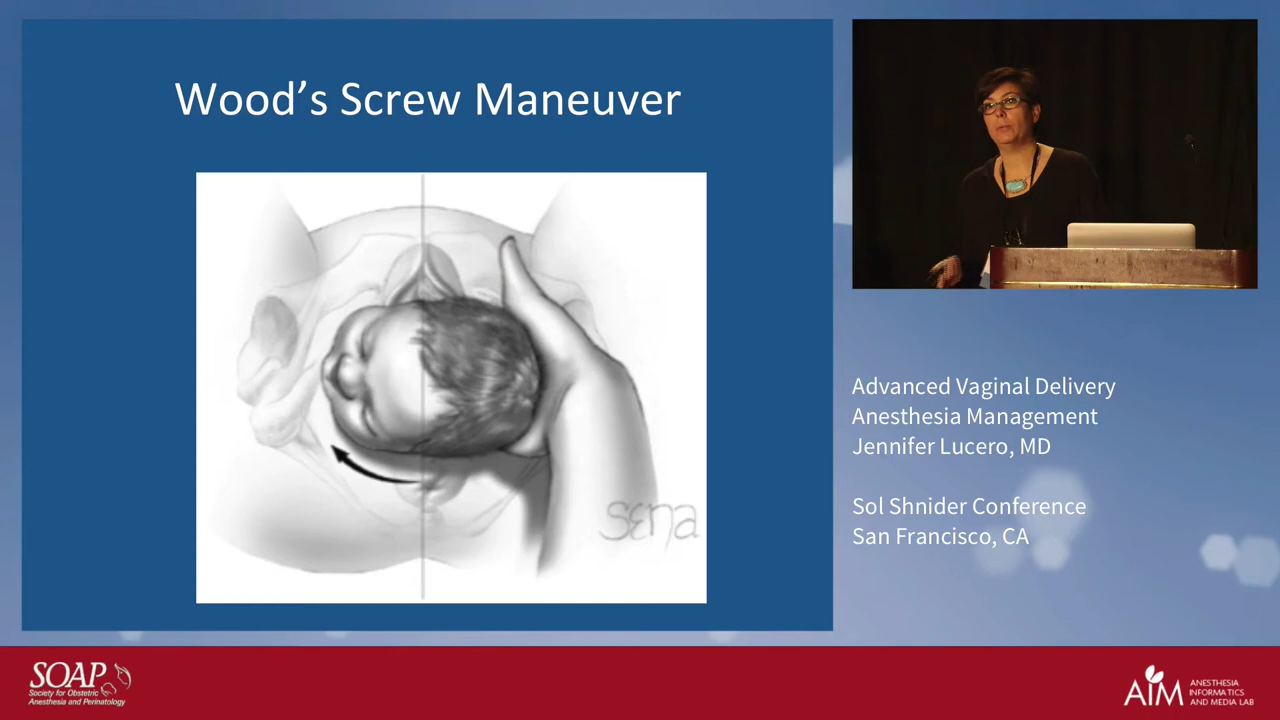 Wood's Screw Maneuver
sena
Advanced Vaginal Delivery
Anesthesia Management
Jennifer Lucero, MD
Sol Shnider Conference
San Francisco, CA
SOAP
Society for Obstetric
Anesthesia and Perinatology
AIM
ANESTHESIA
INFORMATICS
AND MEDIA LAB